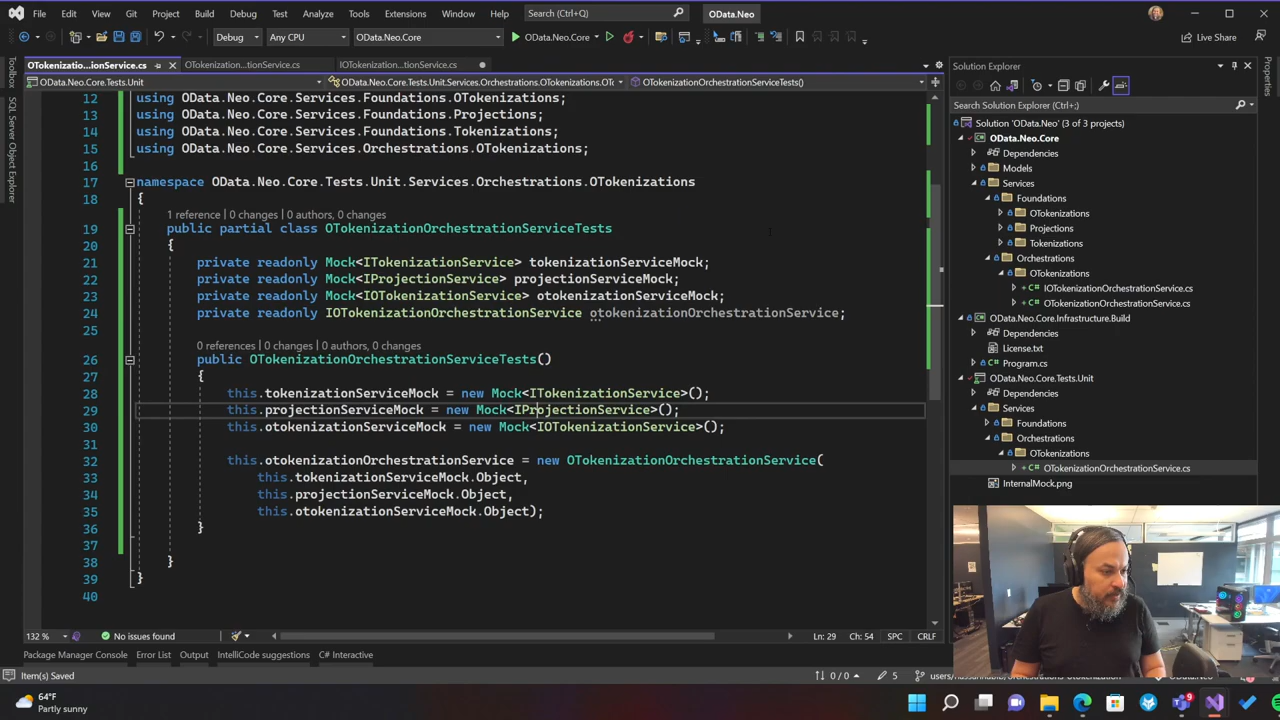 File Edit View Git Project Build Debug Test Analyze Tools Extensions Window Help Search (Ctrl+Q) OData.Neo
Debug Any CPU OData.Neo.Core OData.Neo.Core Live Share
OTokenizatio...ionService.cs OTokenization...ionService.cs IOTokenization...tionService.cs
OData.Neo.Core.Tests.Unit OData.Neo.Core.Tests.Unit.Services.Orchestrations.OTokenizations.OTo OTokenizationOrchestrationServiceTests()
12 using OData.Neo.Core.Services.Foundations.OTokenizations;
13 using OData.Neo.Core.Services.Foundations.Projections;
14 using OData.Neo.Core.Services.Foundations.Tokenizations;
15 using OData.Neo.Core.Services.Orchestrations.OTokenizations;
16
17 namespace OData.Neo.Core.Tests.Unit.Services.Orchestrations.OTokenizations
18 {
1 reference | 0 changes | 0 authors, 0 changes
19 public partial class OTokenizationOrchestrationServiceTests
20 {
21 private readonly Mock<ITokenizationService> tokenizationServiceMock;
22 private readonly Mock<IProjectionService> projectionServiceMock;
23 private readonly Mock<IOTokenizationService> otokenizationServiceMock;
24 private readonly IOTokenizationOrchestrationService otokenizationOrchestrationService;
25
0 references | 0 changes | 0 authors, 0 changes
26 public OTokenizationOrchestrationServiceTests()
27 {
28 this.tokenizationServiceMock = new Mock<ITokenizationService>();
29 this.projectionServiceMock = new Mock<IProjectionService>();
30 this.otokenizationServiceMock = new Mock<IOTokenizationService>();
31
32 this.otokenizationOrchestrationService = new OTokenizationOrchestrationService(
33 this.tokenizationServiceMock.Object,
34 this.projectionServiceMock.Object,
35 this.otokenizationServiceMock.Object);
36 }
37
38 }
39 }
40
132 % No issues found Ln: 29 Ch: 54 SPC CRLF
Package Manager Console Error List Output IntelliCode suggestions C# Interactive
Item(s) Saved 0 / 0 5
Toolbox
SQL Server Object Explorer
Solution Explorer
Search Solution Explorer (Ctrl+;)
Solution 'OData.Neo' (3 of 3 projects)
OData.Neo.Core
Dependencies
Models
Services
Foundations
OTokenizations
Projections
Tokenizations
Orchestrations
OTokenizations
C# IOTokenizationOrchestrationService.cs
C# OTokenizationOrchestrationService.cs
OData.Neo.Core.Infrastructure.Build
Dependencies
License.txt
C# Program.cs
OData.Neo.Core.Tests.Unit
Dependencies
Services
Foundations
Orchestrations
OTokenizations
C# OTokenizationOrchestrationService.cs
InternalMock.png
Properties
64°F
Partly sunny